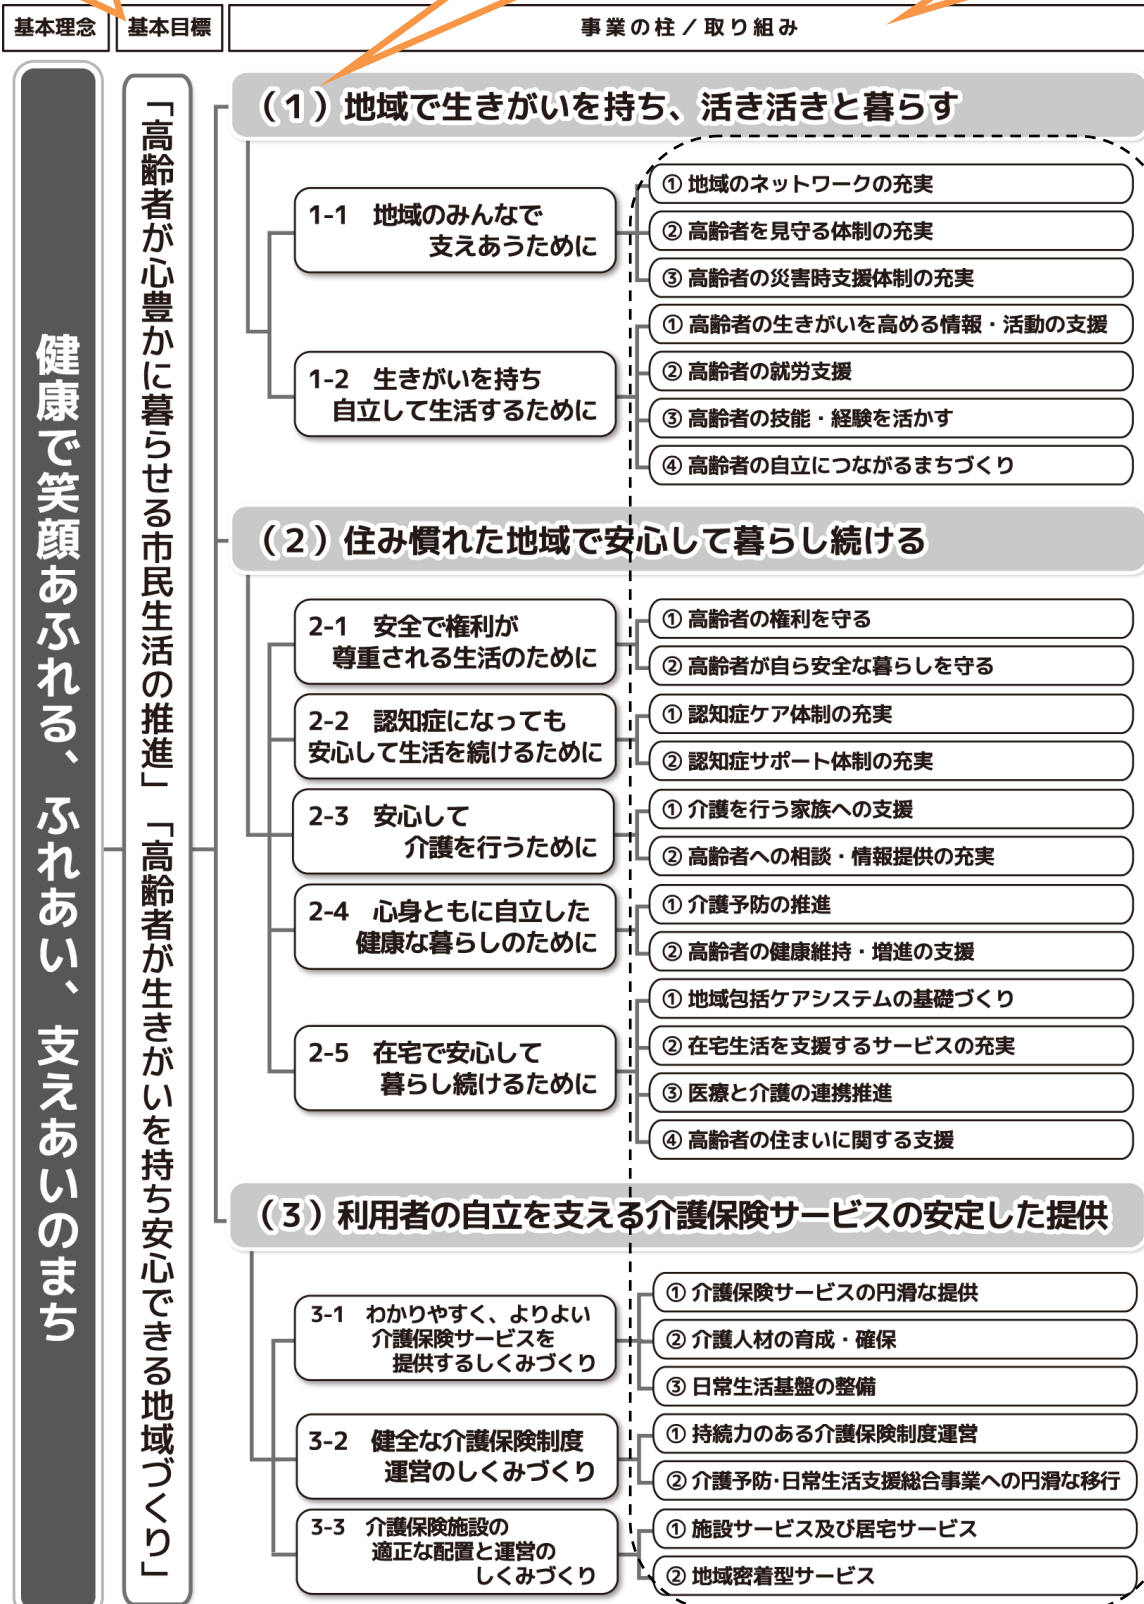 基本理念
基本目標
事業の柱／取り組み
健康で笑顔あふれる、ふれあい、支えあいのまち
「高齢者が心豊かに暮らせる市民生活の推進」「高齢者が生きがいを持ち安心できる地域づくり」
（１）地域で生きがいを持ち、活き活きと暮らす
1-1　地域のみんなで
支えあうために
① 地域のネットワークの充実
② 高齢者を見守る体制の充実
③ 高齢者の災害時支援体制の充実
1-2　生きがいを持ち
自立して生活するために
① 高齢者の生きがいを高める情報・活動の支援
② 高齢者の就労支援
③ 高齢者の技能・経験を活かす
④ 高齢者の自立につながるまちづくり
（２）住み慣れた地域で安心して暮らし続ける
2-1　安全で権利が
尊重される生活のために
① 高齢者の権利を守る
② 高齢者が自ら安全な暮らしを守る
2-2　認知症になっても
安心して生活を続けるために
① 認知症ケア体制の充実
② 認知症サポート体制の充実
2-3　安心して
介護を行うために
① 介護を行う家族への支援
② 高齢者への相談・情報提供の充実
2-4　心身ともに自立した
健康な暮らしのために
① 介護予防の推進
② 高齢者の健康維持・増進の支援
2-5　在宅で安心して
暮らし続けるために
① 地域包括ケアシステムの基礎づくり
② 在宅生活を支援するサービスの充実
③ 医療と介護の連携推進
④ 高齢者の住まいに関する支援
（３）利用者の自立を支える介護保険サービスの安定した提供
3-1　わかりやすく、よりよい
介護保険サービスを
提供するしくみづくり
① 介護保険サービスの円滑な提供
② 介護人材の育成・確保
③ 日常生活基盤の整備
3-2　健全な介護保険制度
運営のしくみづくり
① 持続力のある介護保険制度運営
② 介護予防・日常生活支援総合事業への円滑な移行
3-3　介護保険施設の
適正な配置と運営の
しくみづくり
① 施設サービス及び居宅サービス
② 地域密着型サービス